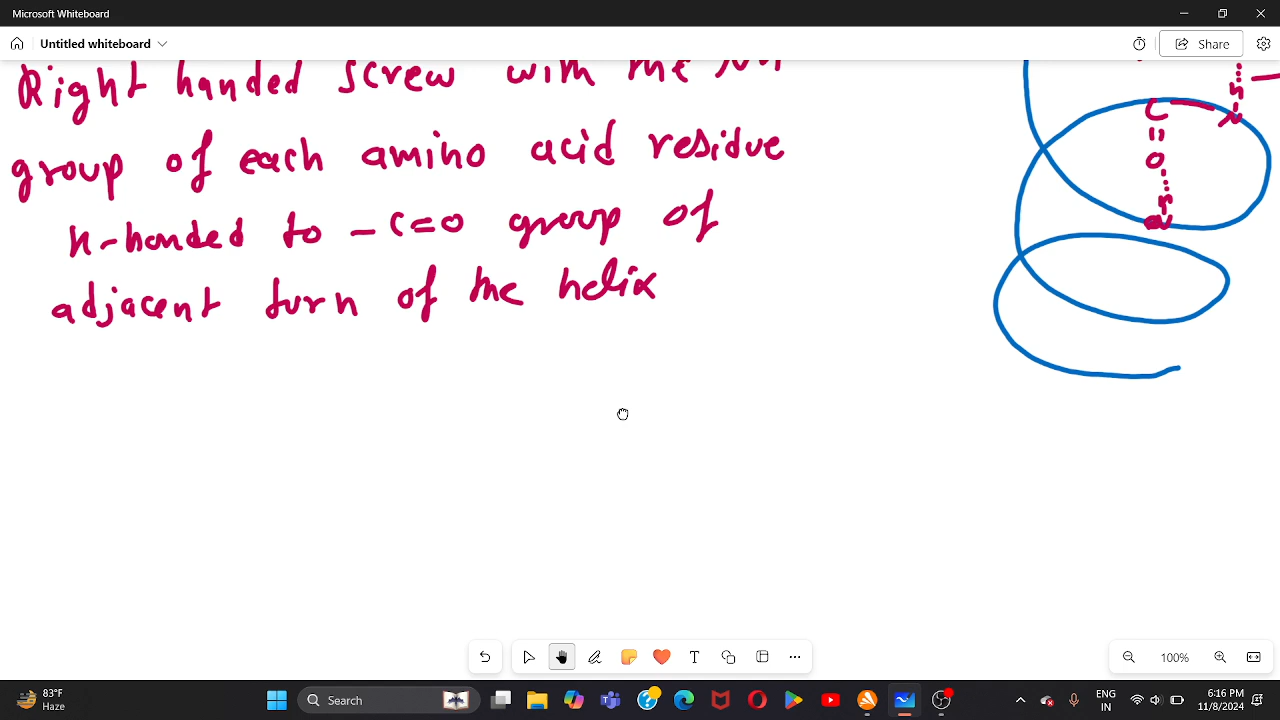 Microsoft Whiteboard
Untitled whiteboard
Share
Right handed screw with the
group of each amino acid residue
H-honded to -C=O group of
adjacent turn of the helix
C
O
H
100%
83°F
Haze
Search
ENG
IN
6:16 PM
11/8/2024